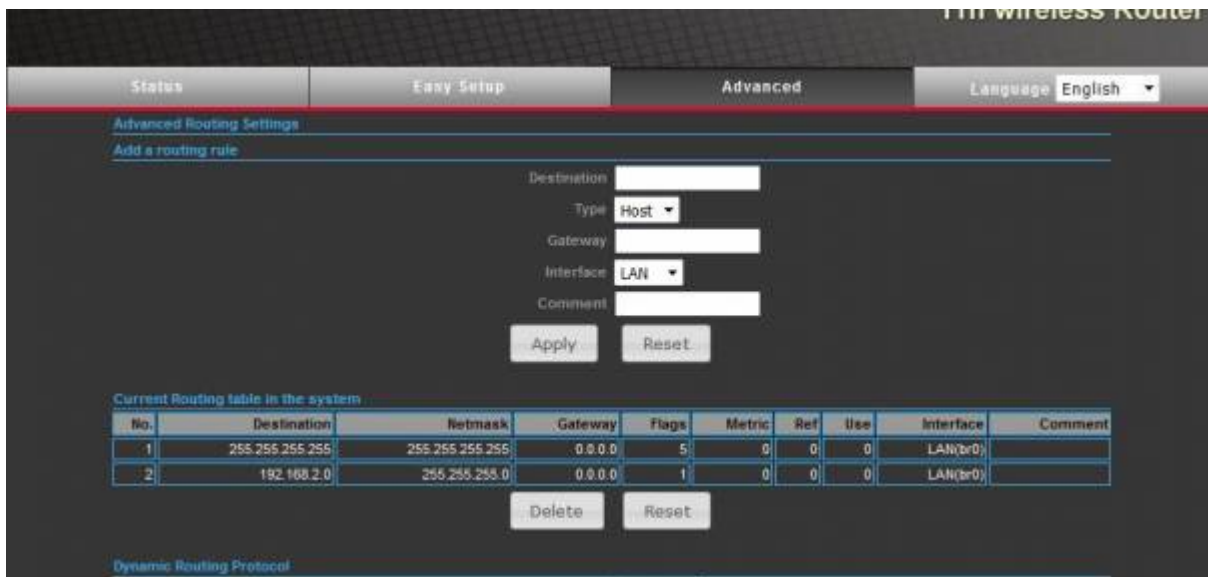 Wireless Router
Status Easy Setup Advanced Language English
Advanced Routing Settings
Add a routing rule
Destination
Type Host
Gateway
Interface LAN
Comment
Apply Reset
Current Routing table in the system
No. Destination Netmask Gateway Flags Metric Ref Use Interface Comment
1 255.255.255.255 255.255.255.255 0.0.0.0 5 0 0 0 LAN(br0)
2 192.168.2.0 255.255.255.0 0.0.0.0 1 0 0 0 LAN(br0)
Delete Reset
Dynamic Routing Protocol